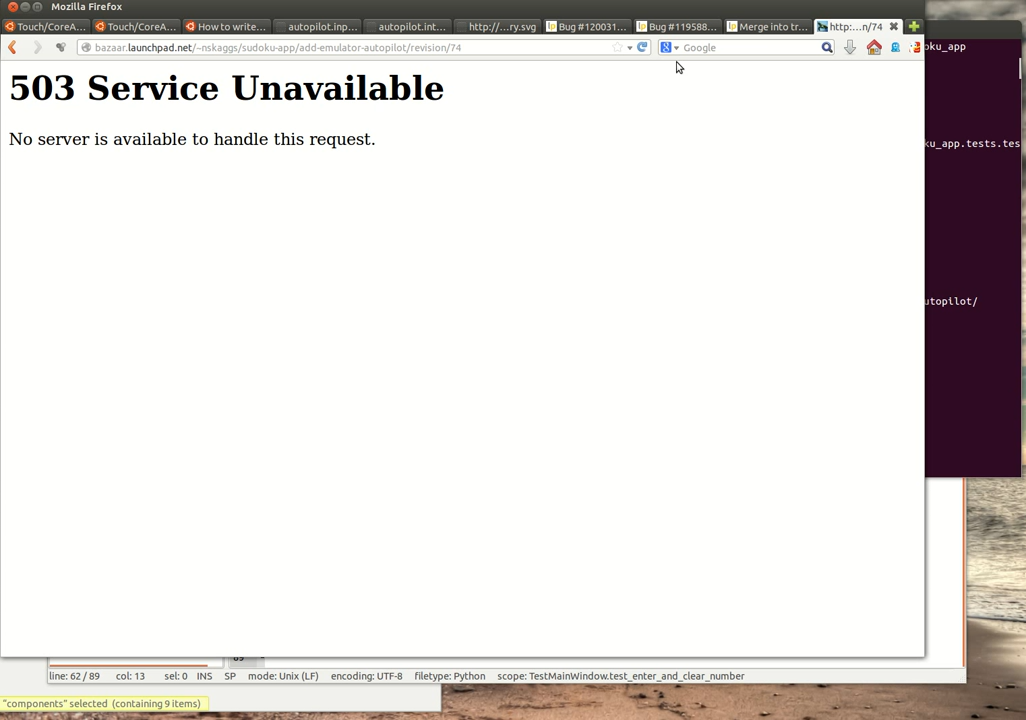 Mozilla Firefox
Touch/CoreA... Touch/CoreA... How to write... autopilot.inp... autopilot.int... http://...ry.svg Bug #120031... Bug #119588... Merge into tr... http:...n/74
bazaar.launchpad.net/~nskaggs/sudoku-app/add-emulator-autopilot/revision/74 Google
oku_app
503 Service Unavailable
No server is available to handle this request.
ku_app.tests.tes
utopilot/
line: 62 / 89 col: 13 sel: 0 INS SP mode: Unix (LF) encoding: UTF-8 filetype: Python scope: TestMainWindow.test_enter_and_clear_number
"components" selected (containing 9 items)